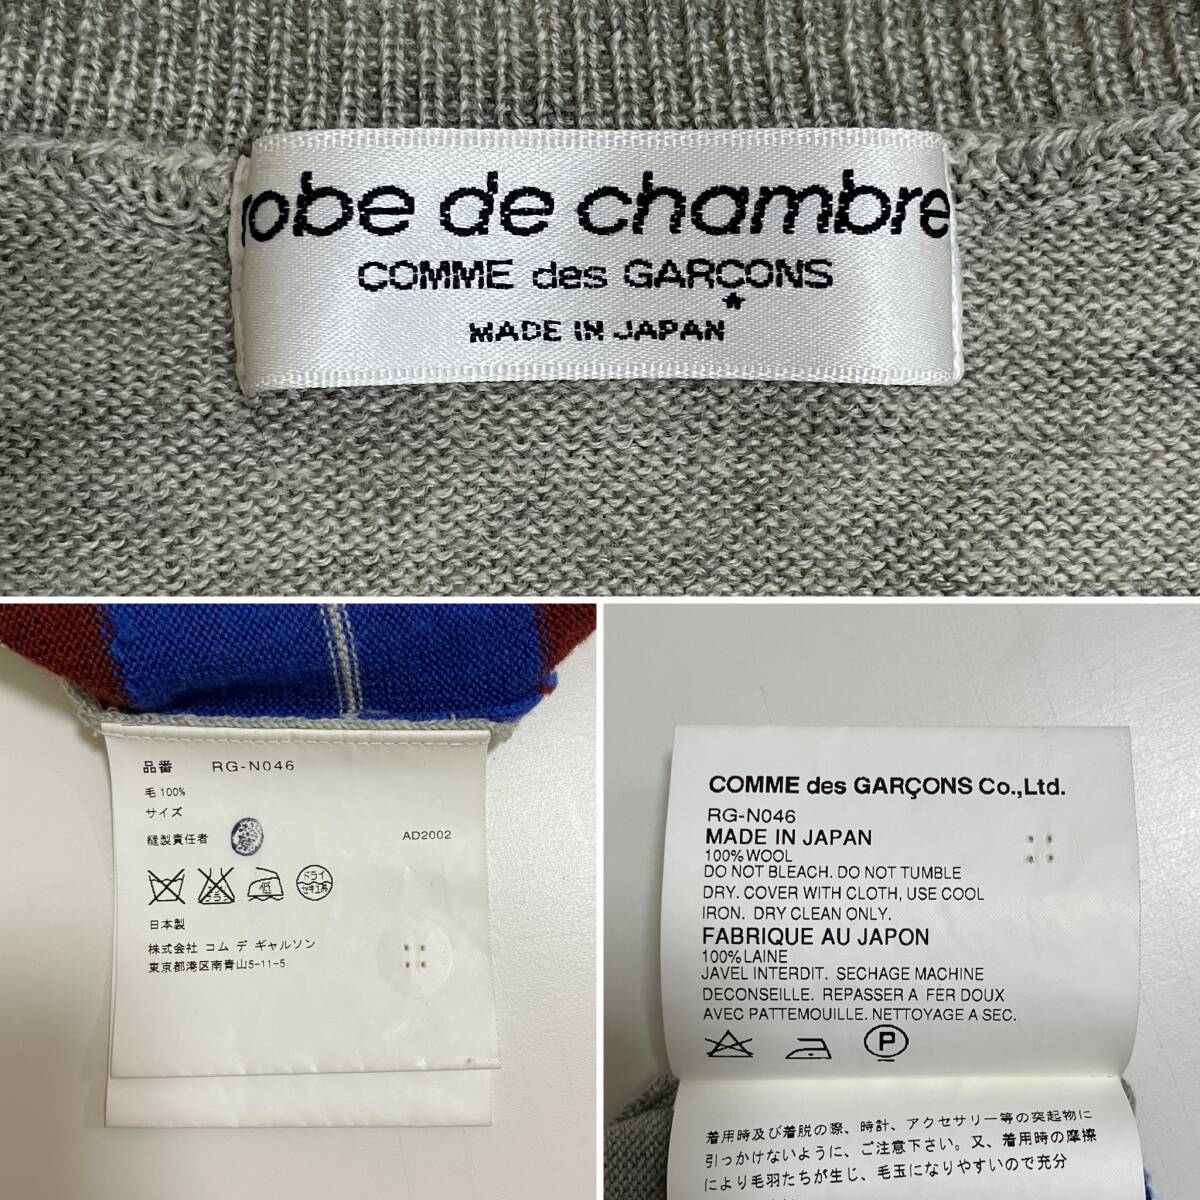 robe de chambre
COMME des GARÇONS
*
MADE IN JAPAN
品番 RG-N046
毛 100%
サイズ
縫製責任者
AD2002
低
ドライ
セキユ系
日本製
株式会社 コム デ ギャルソン
東京都港区南青山5-11-5
COMME des GARÇONS Co.,Ltd.
RG-N046
MADE IN JAPAN
100% WOOL
DO NOT BLEACH. DO NOT TUMBLE
DRY. COVER WITH CLOTH, USE COOL
IRON. DRY CLEAN ONLY.
FABRIQUE AU JAPON
100% LAINE
JAVEL INTERDIT. SECHAGE MACHINE
DECONSEILLE. REPASSER A FER DOUX
AVEC PATTEMOUILLE. NETTOYAGE A SEC.
P
着用時及び着脱の際、時計、アクセサリー等の突起物に
引っかけないように、ご注意下さい。又、着用時の摩擦
により毛羽たちが生じ、毛玉になりやすいので充分